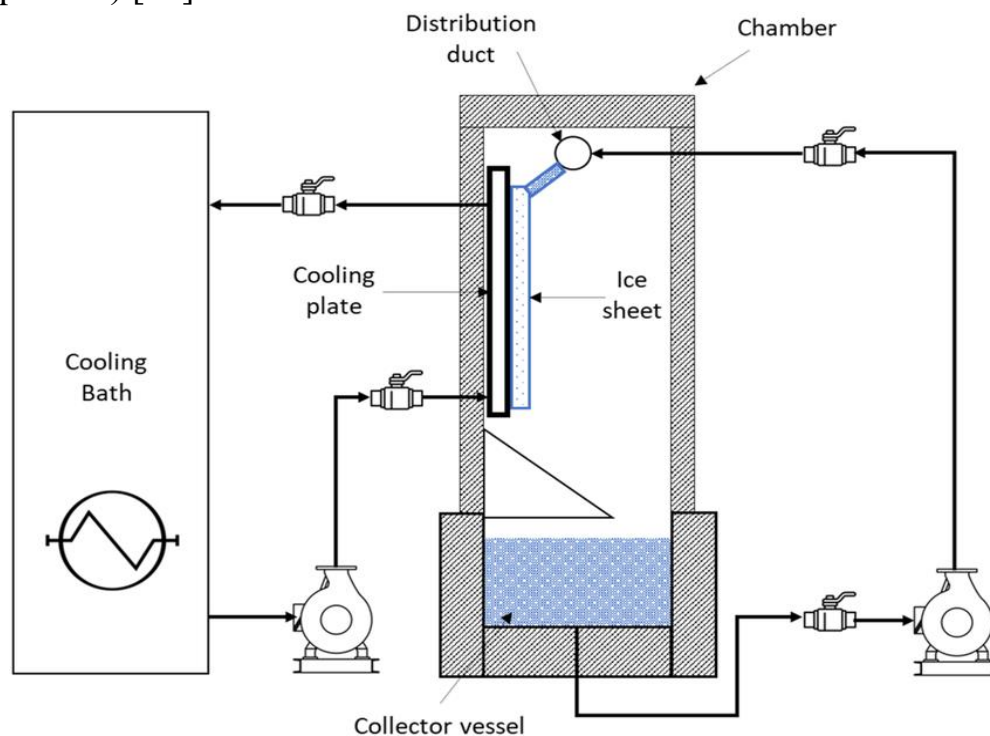 Distribution
duct
Chamber
Cooling
plate
Ice
sheet
Cooling
Bath
Collector vessel